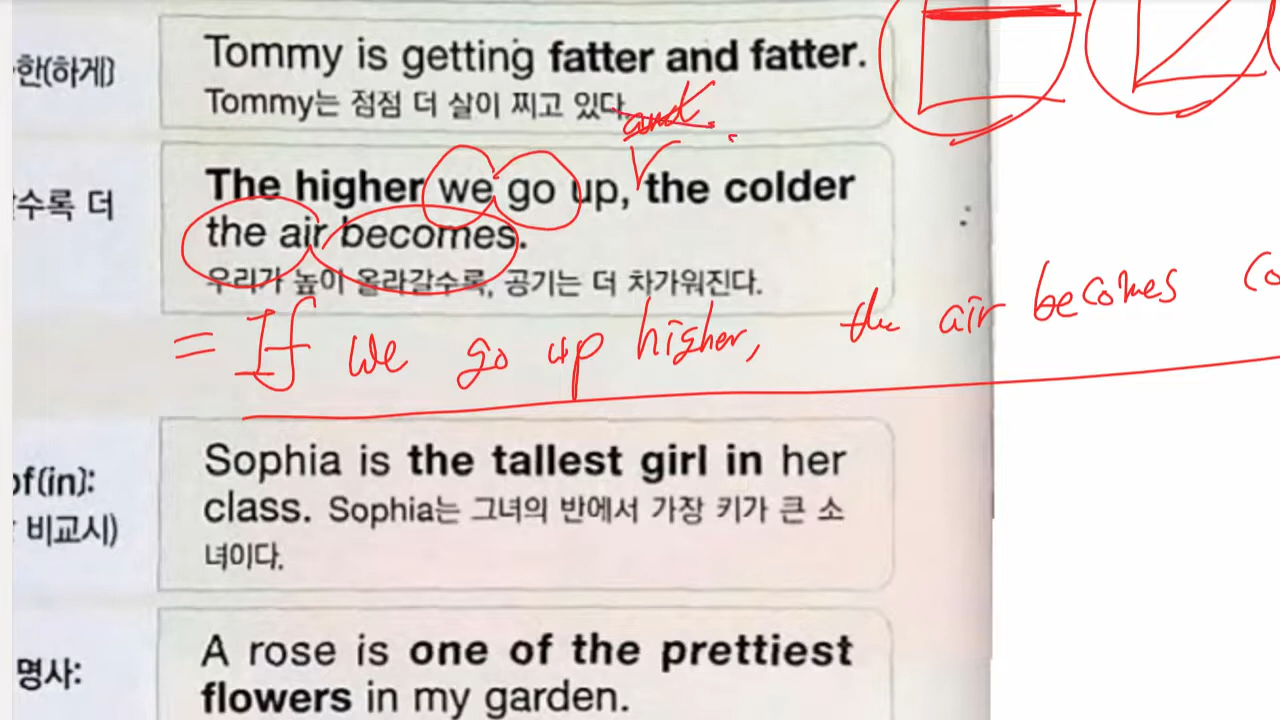 한(하게)
Tommy is getting fatter and fatter.
Tommy는 점점 더 살이 찌고 있다.
and
수록 더
The higher we go up, the colder
the air becomes.
우리가 높이 올라갈수록, 공기는 더 차가워진다.
= If we go up higher, the air becomes co
of(in):
비교시)
Sophia is the tallest girl in her
class. Sophia는 그녀의 반에서 가장 키가 큰 소
녀이다.
명사:
A rose is one of the prettiest
flowers in my garden.